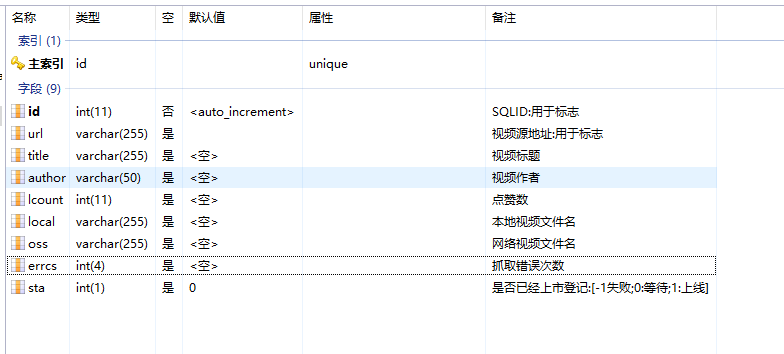 名称 类型 空 默认值 属性 备注
索引 (1)
主索引 id unique
字段 (9)
id int(11) 否 <auto_increment> SQLID:用于标志
url varchar(255) 是 视频源地址:用于标志
title varchar(255) 是 <空> 视频标题
author varchar(50) 是 <空> 视频作者
lcount int(11) 是 <空> 点赞数
local varchar(255) 是 <空> 本地视频文件名
oss varchar(255) 是 <空> 网络视频文件名
errcs int(4) 是 <空> 抓取错误次数
sta int(1) 是 0 是否已经上市登记:[-1失败;0:等待;1:上线]